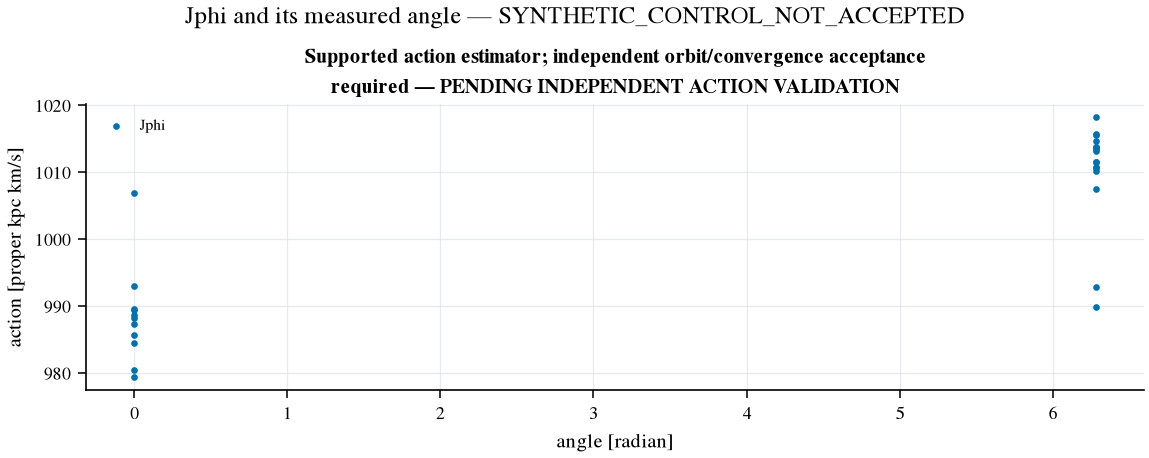 Jphi and its measured angle — SYNTHETIC_CONTROL_NOT_ACCEPTED
Supported action estimator; independent orbit/convergence acceptance
required — PENDING INDEPENDENT ACTION VALIDATION
Jphi
action [proper kpc km/s]
1020
1010
1000
990
980
0 1 2 3 4 5 6
angle [radian]